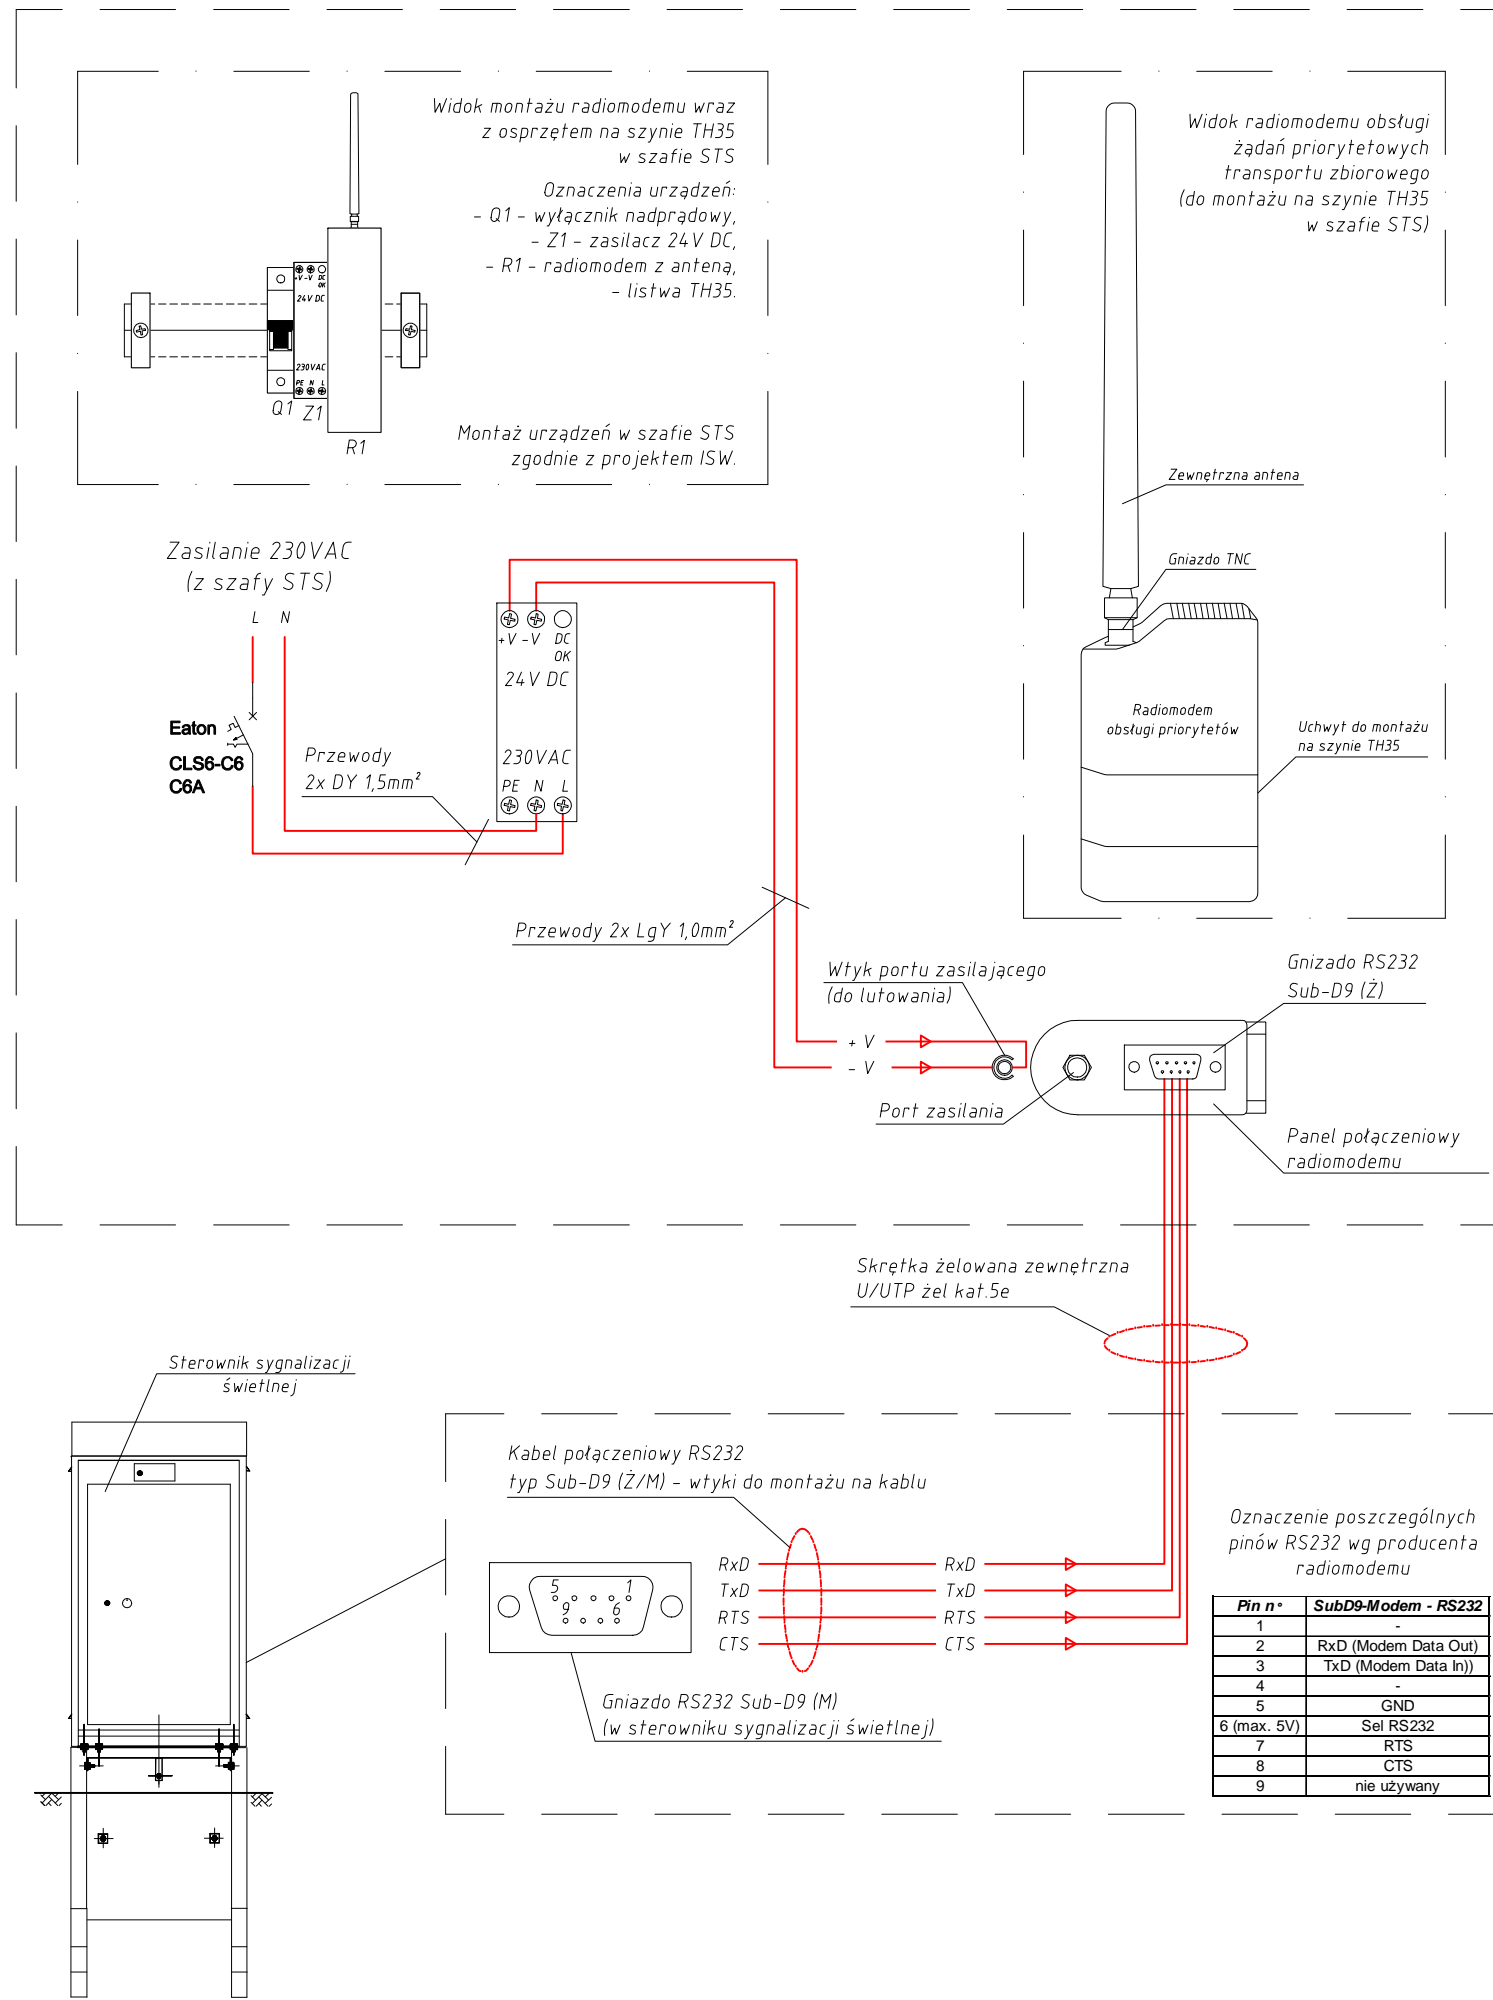 Widok montażu radiomodemu wraz
z osprzętem na szynie TH35
w szafie STS
Oznaczenia urządzeń:
- Q1 - wyłącznik nadprądowy,
- Z1 - zasilacz 24V DC,
- R1 - radiomodem z anteną,
- listwa TH35.
+V -V DC
OK
24V DC
230VAC
PE N L
Q1
Z1
R1
Montaż urządzeń w szafie STS
zgodnie z projektem ISW.
Widok radiomodemu obsługi
żądań priorytetowych
transportu zbiorowego
(do montażu na szynie TH35
w szafie STS)
Zewnętrzna antena
Gniazdo TNC
Radiomodem
obsługi priorytetów
Uchwyt do montażu
na szynie TH35
Zasilanie 230VAC
(z szafy STS)
L N
Eaton
CLS6-C6
C6A
Przewody
2x DY 1,5mm²
+V -V DC
OK
24V DC
230VAC
PE N L
Przewody 2x LgY 1,0mm²
Wtyk portu zasilającego
(do lutowania)
+ V
- V
Port zasilania
Gnizado RS232
Sub-D9 (Ż)
Panel połączeniowy
radiomodemu
Skrętka żelowana zewnętrzna
U/UTP żel kat.5e
Sterownik sygnalizacji
świetlnej
Kabel połączeniowy RS232
typ Sub-D9 (Ż/M) - wtyki do montażu na kablu
5 1
9 6
RxD RxD
TxD TxD
RTS RTS
CTS CTS
Gniazdo RS232 Sub-D9 (M)
(w sterowniku sygnalizacji świetlnej)
Oznaczenie poszczególnych
pinów RS232 wg producenta
radiomodemu
Pin n° SubD9-Modem - RS232
1 -
2 RxD (Modem Data Out)
3 TxD (Modem Data In))
4 -
5 GND
6 (max. 5V) Sel RS232
7 RTS
8 CTS
9 nie używany